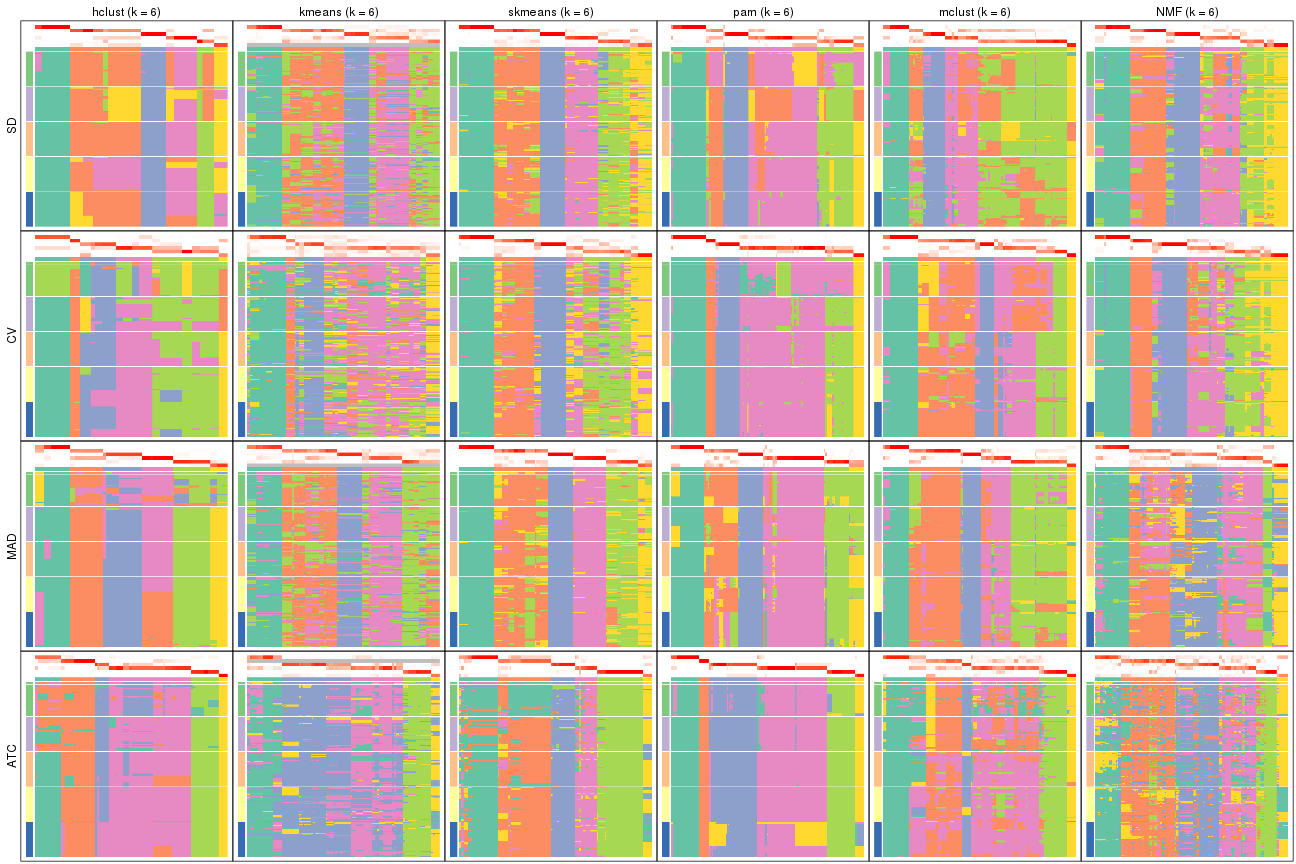 hclust (k = 6)
kmeans (k = 6)
skmeans (k = 6)
pam (k = 6)
mclust (k = 6)
NMF (k = 6)
SD
CV
MAD
ATC